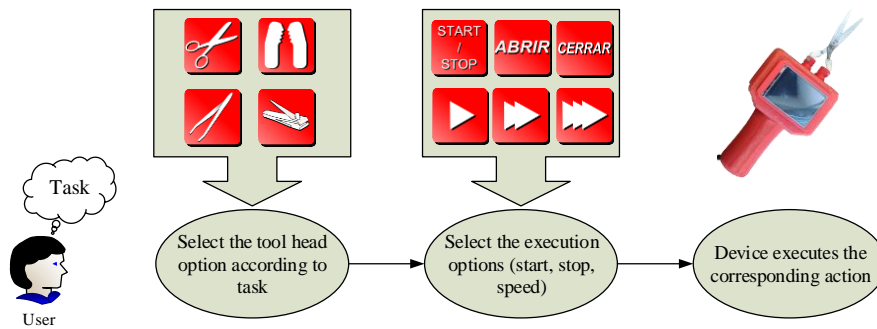 START
/
STOP
ABRIR
CERRAR
Task
User
Select the tool head
option according to
task
Select the execution
options (start, stop,
speed)
Device executes the
corresponding action